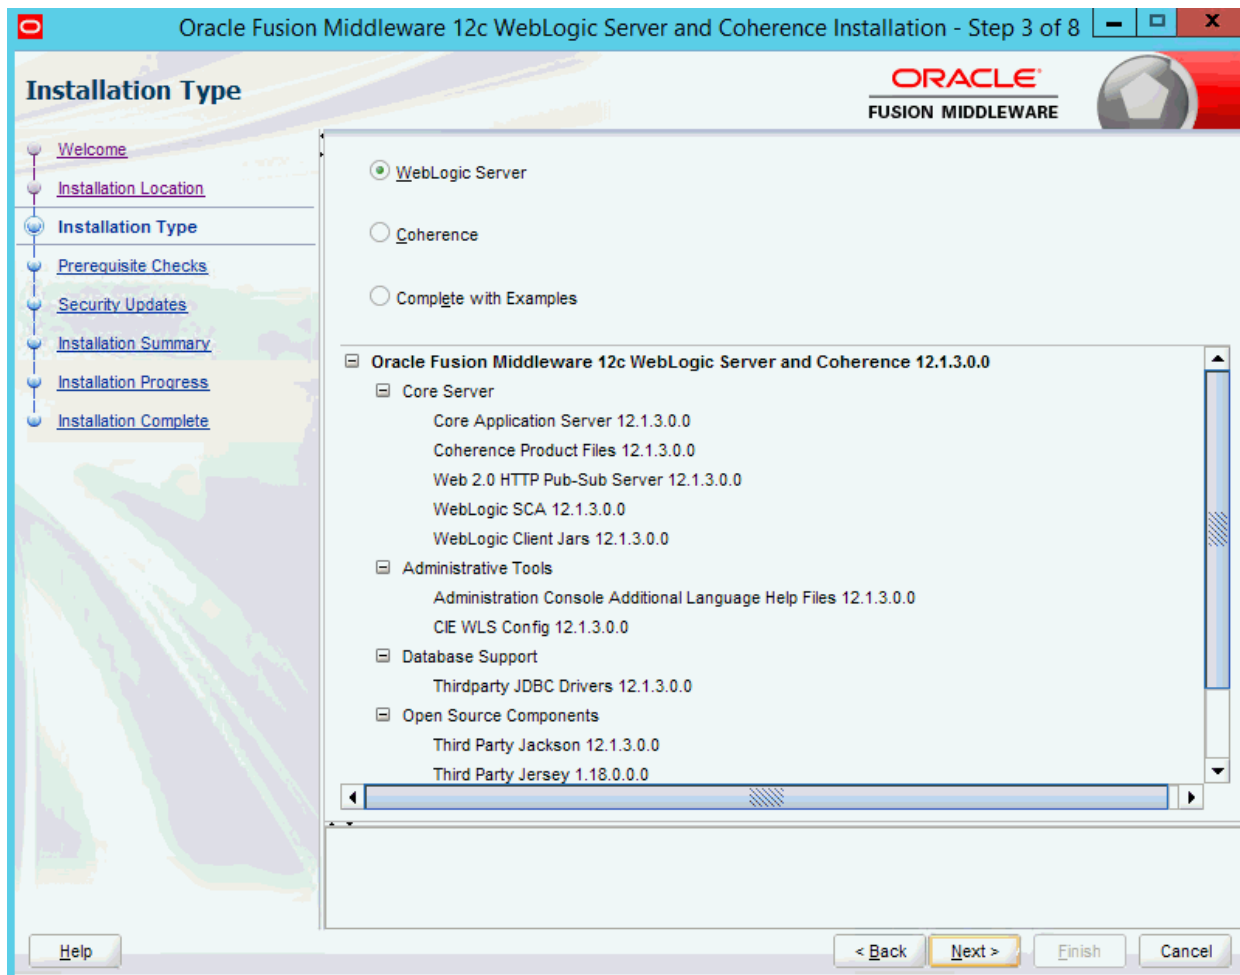 Oracle Fusion Middleware 12c WebLogic Server and Coherence Installation - Step 3 of 8
Installation Type
ORACLE
FUSION MIDDLEWARE
Welcome
Installation Location
Installation Type
Prerequisite Checks
Security Updates
Installation Summary
Installation Progress
Installation Complete
WebLogic Server
Coherence
Complete with Examples
Oracle Fusion Middleware 12c WebLogic Server and Coherence 12.1.3.0.0
Core Server
Core Application Server 12.1.3.0.0
Coherence Product Files 12.1.3.0.0
Web 2.0 HTTP Pub-Sub Server 12.1.3.0.0
WebLogic SCA 12.1.3.0.0
WebLogic Client Jars 12.1.3.0.0
Administrative Tools
Administration Console Additional Language Help Files 12.1.3.0.0
CIE WLS Config 12.1.3.0.0
Database Support
Thirdparty JDBC Drivers 12.1.3.0.0
Open Source Components
Third Party Jackson 12.1.3.0.0
Third Party Jersey 1.18.0.0.0
Help
< Back
Next >
Finish
Cancel